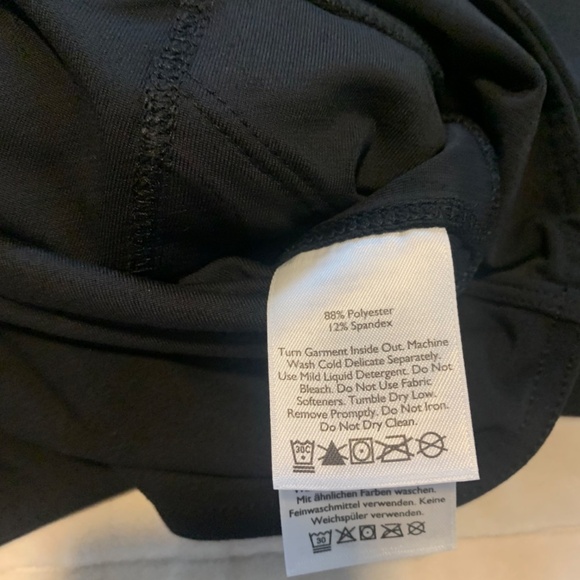 88% Polyester
12% Spandex
Turn Garment Inside Out. Machine
Wash Cold Delicate Separately.
Use Mild Liquid Detergent. Do Not
Bleach. Do Not Use Fabric
Softeners. Tumble Dry Low.
Remove Promptly. Do Not Iron.
Do Not Dry Clean.
30C
Mit ähnlichen Farben waschen.
Feinwaschmittel verwenden. Keine
Weichspüler verwenden.
30